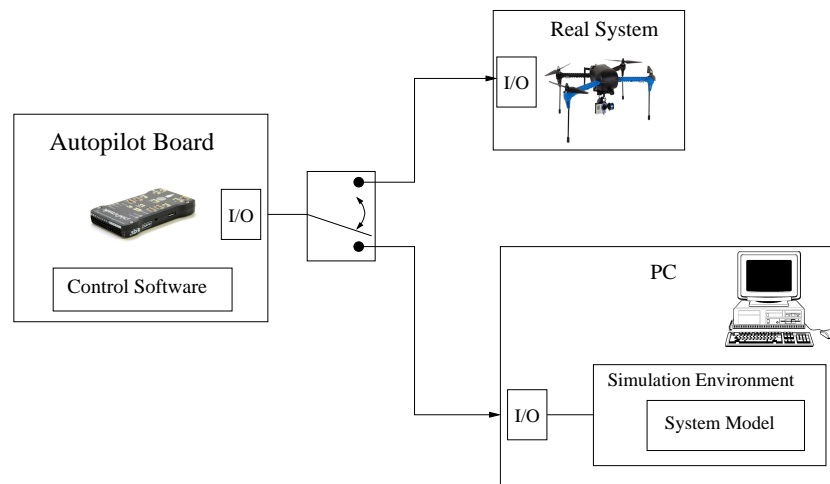 Real System
I/O
Autopilot Board
I/O
Control Software
PC
Simulation Environment
I/O
System Model